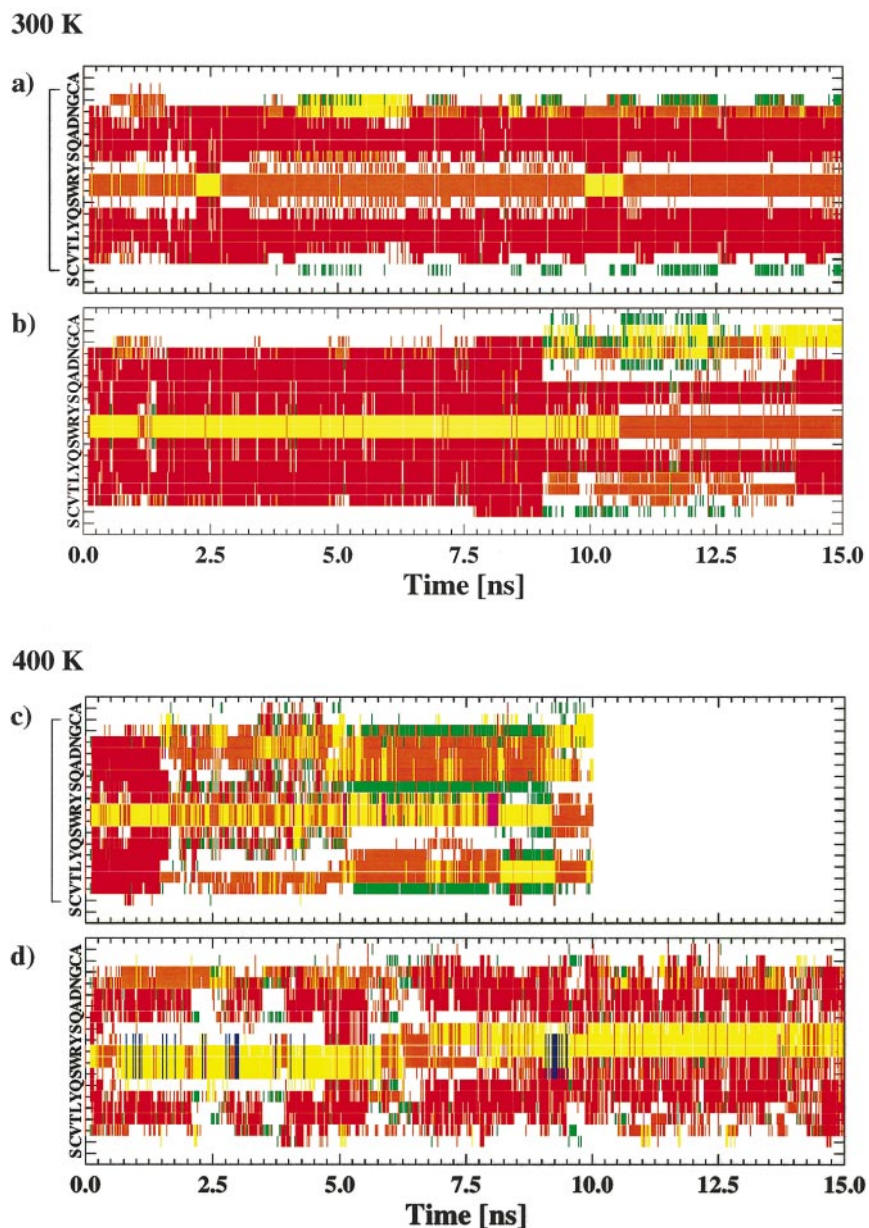 300 K
a)
SCVTLYQSWRYSQADNGCA
b)
SCVTLYQSWRYSQADNGCA
0.0 2.5 5.0 7.5 10.0 12.5 15.0
Time [ns]
400 K
c)
SCVTLYQSWRYSQADNGCA
d)
SCVTLYQSWRYSQADNGCA
0.0 2.5 5.0 7.5 10.0 12.5 15.0
Time [ns]